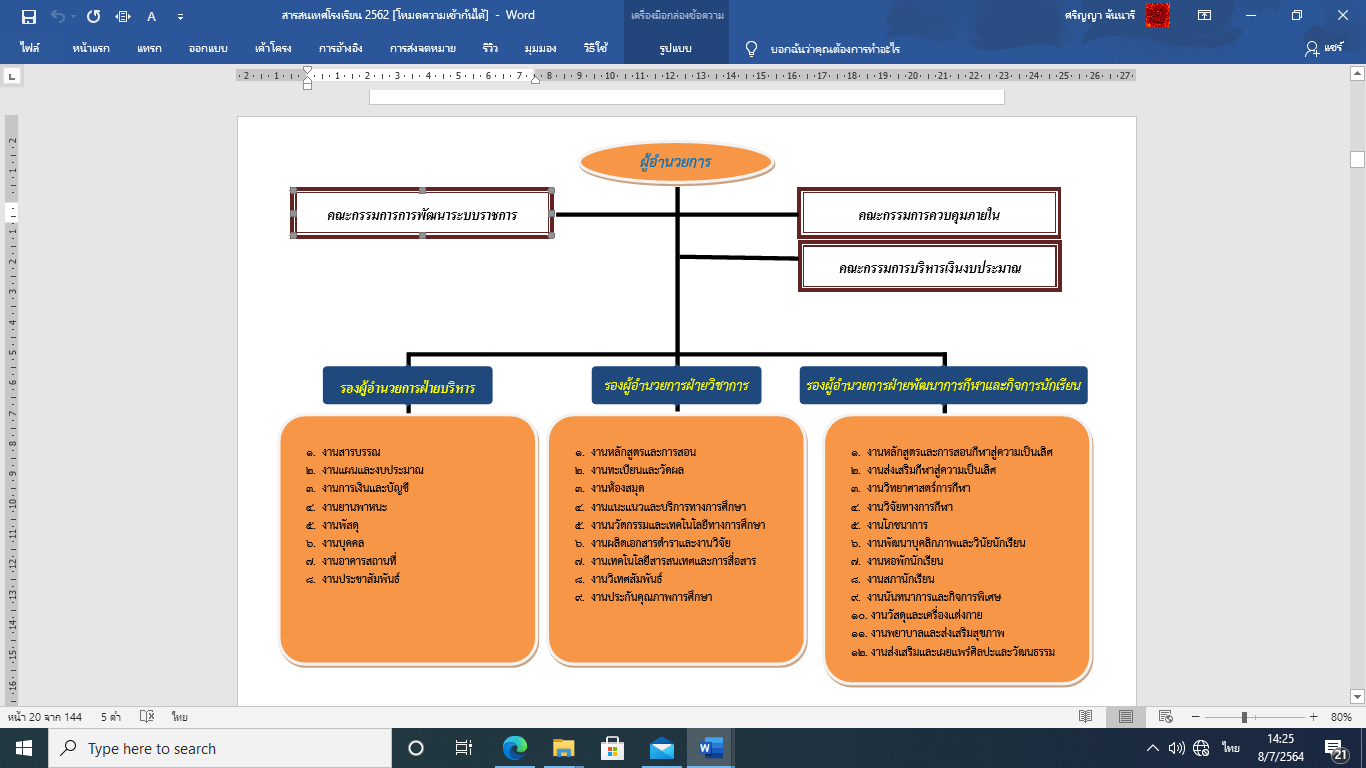 สารสนเทศโรงเรียน 2562 [โหมดความเข้ากันได้] - Word
เครื่องมือกล่องข้อความ
ศริญญา จันนารี
ไฟล์ หน้าแรก แทรก ออกแบบ เค้าโครง การอ้างอิง การส่งจดหมาย รีวิว มุมมอง วิธีใช้ รูปแบบ บอกฉันว่าคุณต้องการทำอะไร แชร์
ผู้อำนวยการ
คณะกรรมการการพัฒนาระบบราชการ
คณะกรรมการควบคุมภายใน
คณะกรรมการบริหารเงินงบประมาณ
รองผู้อำนวยการฝ่ายบริหาร
๑. งานสารบรรณ
๒. งานแผนและงบประมาณ
๓. งานการเงินและบัญชี
๔. งานยานพาหนะ
๕. งานพัสดุ
๖. งานบุคคล
๗. งานอาคารสถานที่
๘. งานประชาสัมพันธ์
รองผู้อำนวยการฝ่ายวิชาการ
๑. งานหลักสูตรและการสอน
๒. งานทะเบียนและวัดผล
๓. งานห้องสมุด
๔. งานแนะแนวและบริการทางการศึกษา
๕. งานนวัตกรรมและเทคโนโลยีทางการศึกษา
๖. งานผลิตเอกสารตำราและงานวิจัย
๗. งานเทคโนโลยีสารสนเทศและการสื่อสาร
๘. งานวิเทศสัมพันธ์
๙. งานประกันคุณภาพการศึกษา
รองผู้อำนวยการฝ่ายพัฒนาการกีฬาและกิจการนักเรียน
๑. งานหลักสูตรและการสอนกีฬาสู่ความเป็นเลิศ
๒. งานส่งเสริมกีฬาสู่ความเป็นเลิศ
๓. งานวิทยาศาสตร์การกีฬา
๔. งานวิจัยทางการกีฬา
๕. งานโภชนาการ
๖. งานพัฒนาบุคลิกภาพและวินัยนักเรียน
๗. งานหอพักนักเรียน
๘. งานสภานักเรียน
๙. งานนันทนาการและกิจการพิเศษ
๑๐. งานวัสดุและเครื่องแต่งกาย
๑๑. งานพยาบาลและส่งเสริมสุขภาพ
๑๒. งานส่งเสริมและเผยแพร่ศิลปะและวัฒนธรรม
หน้า 20 จาก 144 5 คำ ไทย 80%
Type here to search
ไทย
14:25
8/7/2564
21